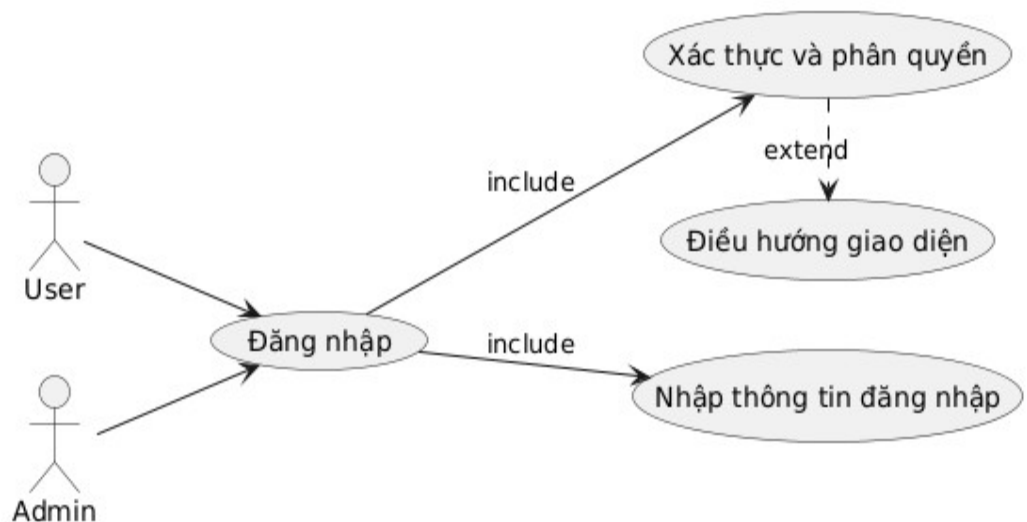 Xác thực và phân quyền
include
extend
Điều hướng giao diện
User
Đăng nhập
include
Nhập thông tin đăng nhập
Admin